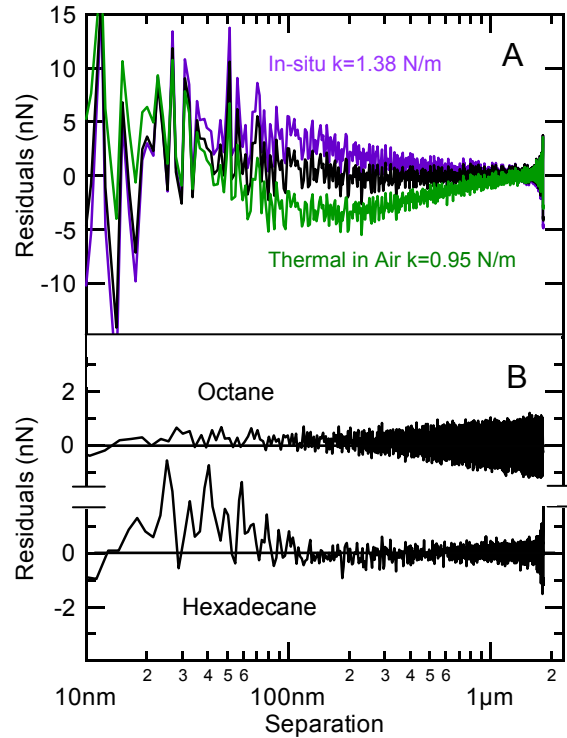 15
A
In-situ k=1.38 N/m
10
5
0
-5
Thermal in Air k=0.95 N/m
-10
Residuals (nN)
B
2
Octane
0
Residuals (nN)
0
Hexadecane
-2
2 3 4 5 6 2 3 4 5 6 2
10nm 100nm 1µm
Separation